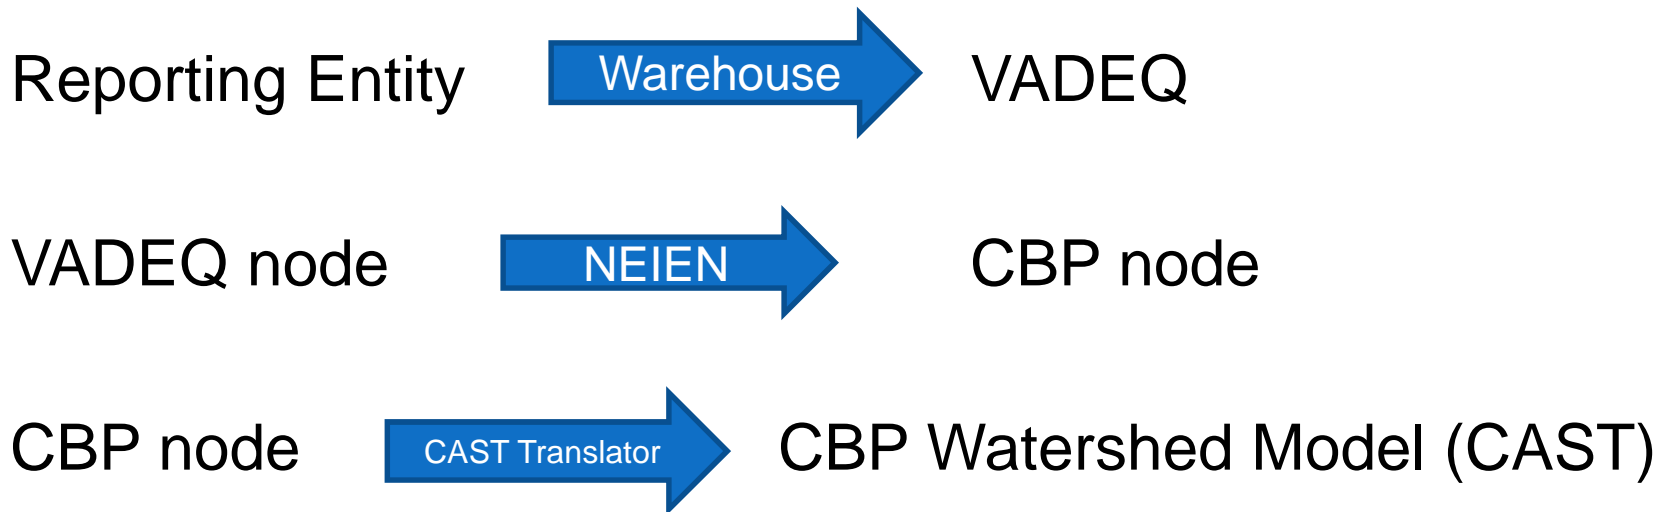 Reporting Entity Warehouse VADEQ
VADEQ node NEIEN CBP node
CBP node CAST Translator CBP Watershed Model (CAST)